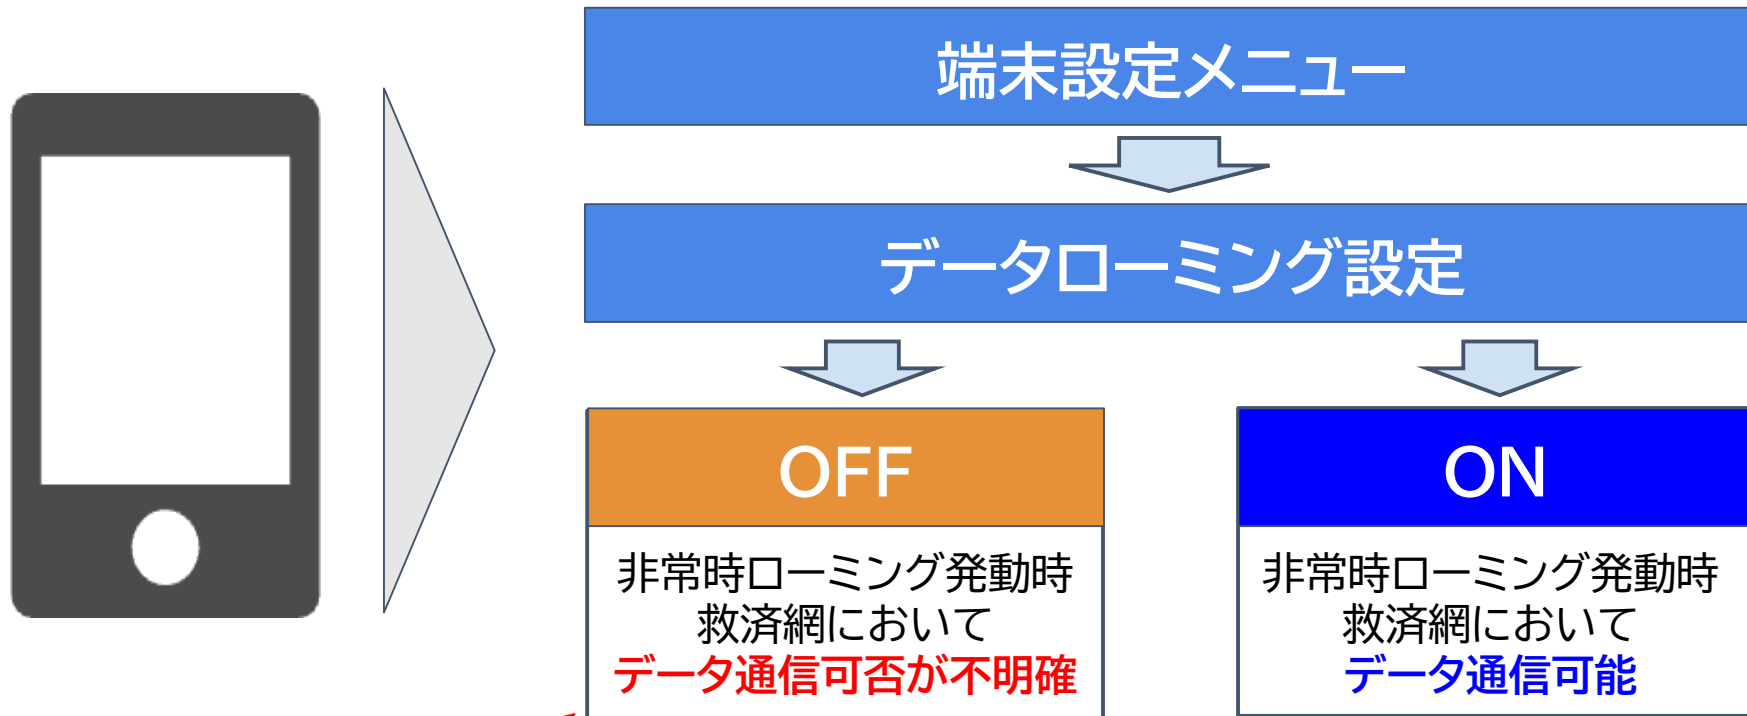 端末設定メニュー
データローミング設定
OFF
非常時ローミング発動時
救済網において
データ通信可否が不明確
ON
非常時ローミング発動時
救済網において
データ通信可能